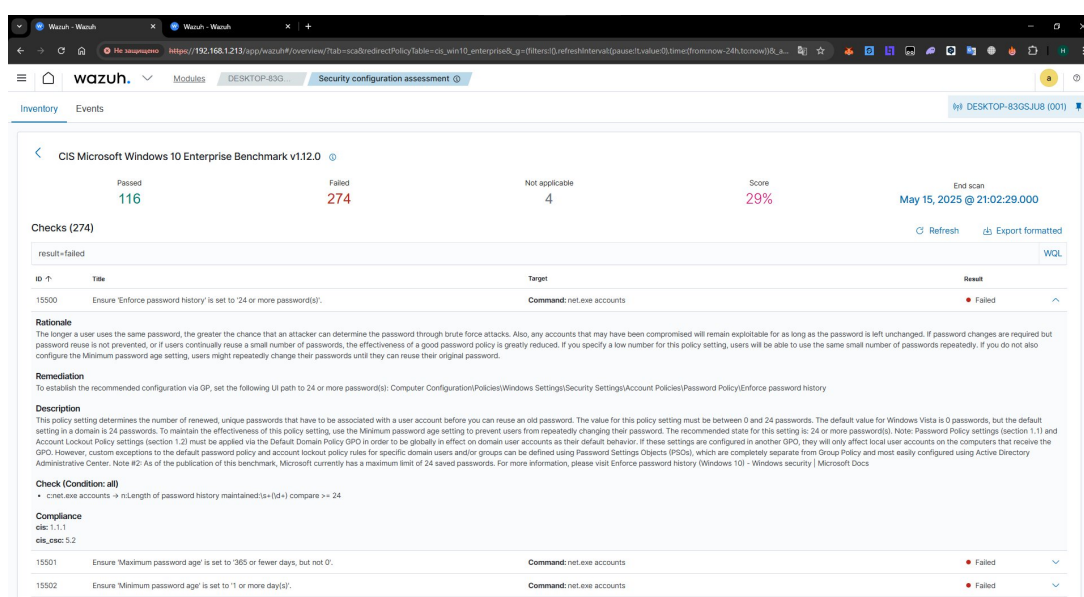 Wazuh - Wazuh
Wazuh - Wazuh
Не защищено https://192.168.1.213/app/wazuh#/overview/?tab=sca&redirectPolicyTable=cis_win10_enterprise&_g=(filters:!(),refreshInterval:(pause:!t,value:0),time:(from:now-24h,to:now))&_a...
H
wazuh. Modules DESKTOP-83G... Security configuration assessment
a
Inventory Events
DESKTOP-83GSJU8 (001)
CIS Microsoft Windows 10 Enterprise Benchmark v1.12.0
Passed Failed Not applicable Score End scan
116 274 4 29% May 15, 2025 @ 21:02:29.000
Checks (274)
Refresh Export formatted
result=failed WQL
ID Title Target Result
15500 Ensure 'Enforce password history' is set to '24 or more password(s)'. Command: net.exe accounts Failed
Rationale
The longer a user uses the same password, the greater the chance that an attacker can determine the password through brute force attacks. Also, any accounts that may have been compromised will remain exploitable for as long as the password is left unchanged. If password changes are required but
password reuse is not prevented, or if users continually reuse a small number of passwords, the effectiveness of a good password policy is greatly reduced. If you specify a low number for this policy setting, users will be able to use the same small number of passwords repeatedly. If you do not also
configure the Minimum password age setting, users might repeatedly change their passwords until they can reuse their original password.
Remediation
To establish the recommended configuration via GP, set the following UI path to 24 or more password(s): Computer Configuration\Policies\Windows Settings\Security Settings\Account Policies\Password Policy\Enforce password history
Description
This policy setting determines the number of renewed, unique passwords that have to be associated with a user account before you can reuse an old password. The value for this policy setting must be between 0 and 24 passwords. The default value for Windows Vista is 0 passwords, but the default
setting in a domain is 24 passwords. To maintain the effectiveness of this policy setting, use the Minimum password age setting to prevent users from repeatedly changing their password. The recommended state for this setting is: 24 or more password(s). Note: Password Policy settings (section 1.1) and
Account Lockout Policy settings (section 1.2) must be applied via the Default Domain Policy GPO in order to be globally in effect on domain user accounts as their default behavior. If these settings are configured in another GPO, they will only affect local user accounts on the computers that receive the
GPO. However, custom exceptions to the default password policy and account lockout policy rules for specific domain users and/or groups can be defined using Password Settings Objects (PSOs), which are completely separate from Group Policy and most easily configured using Active Directory
Administrative Center. Note #2: As of the publication of this benchmark, Microsoft currently has a maximum limit of 24 saved passwords. For more information, please visit Enforce password history (Windows 10) - Windows security | Microsoft Docs
Check (Condition: all)
• c:net.exe accounts -> n:Length of password history maintained:\s+(\d+) compare >= 24
Compliance
cis: 1.1.1
cis_csc: 5.2
15501 Ensure 'Maximum password age' is set to '365 or fewer days, but not 0'. Command: net.exe accounts Failed
15502 Ensure 'Minimum password age' is set to '1 or more day(s)'. Command: net.exe accounts Failed